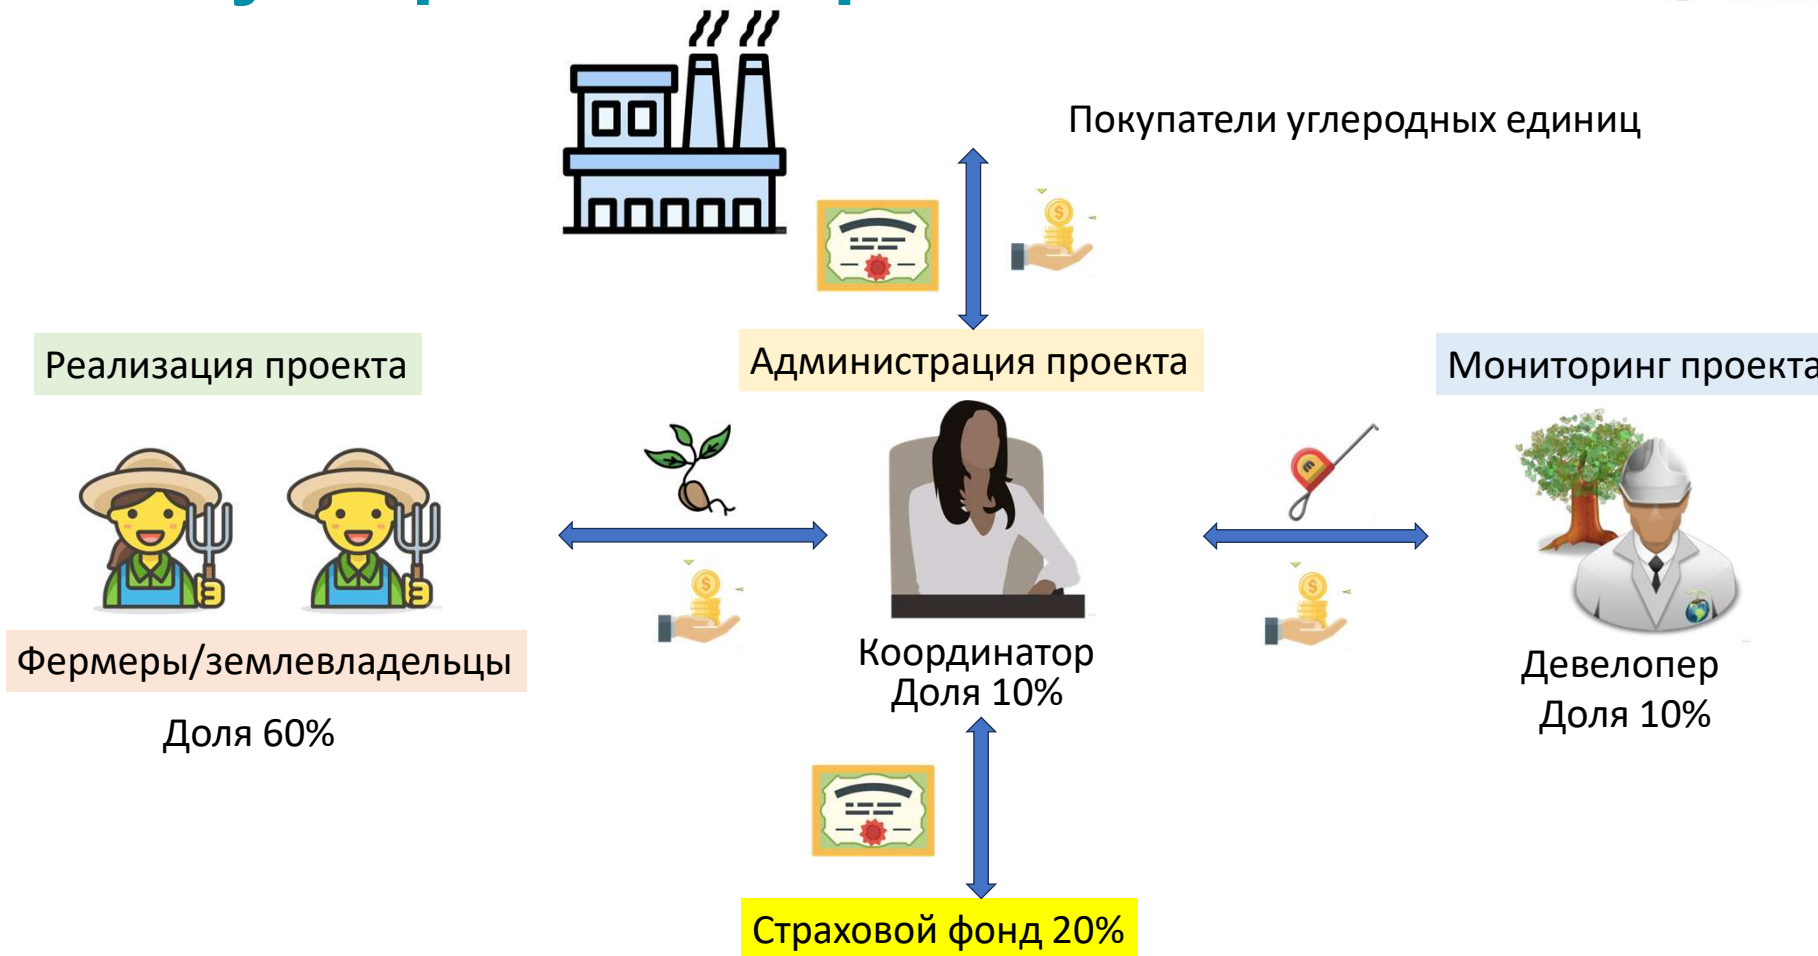 Покупатели углеродных единиц
Реализация проекта
Администрация проекта
Мониторинг проекта
Фермеры/землевладельцы
Доля 60%
Координатор
Доля 10%
Девелопер
Доля 10%
Страховой фонд 20%